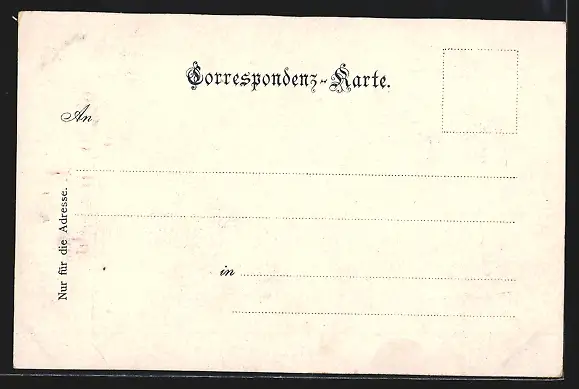 Correspondenz-Karte.
An
in
Nur für die Adresse.